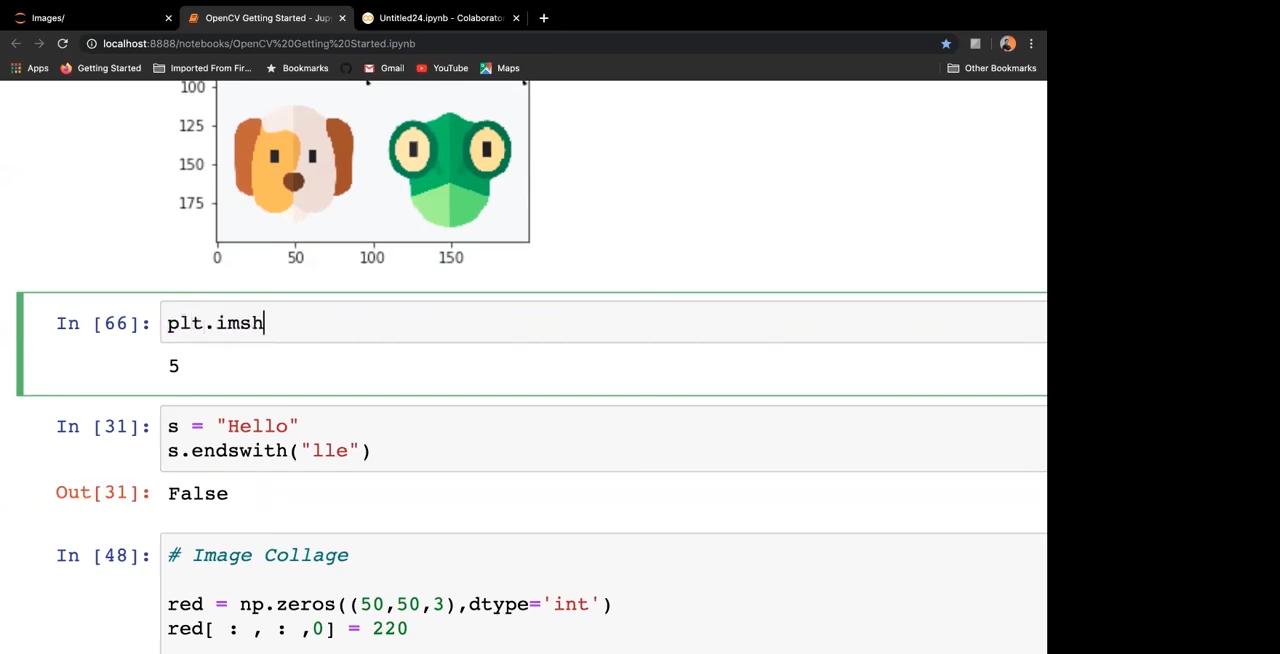 Images/
OpenCV Getting Started - Jup
Untitled24.ipynb - Colaborato
localhost:8888/notebooks/OpenCV%20Getting%20Started.ipynb
Apps
Getting Started
Imported From Fir...
Bookmarks
Gmail
YouTube
Maps
Other Bookmarks
100
125
150
175
0 50 100 150
In [66]: plt.imsh
5
In [31]: s = "Hello"
s.endswith("lle")
Out[31]: False
In [48]: # Image Collage
red = np.zeros((50,50,3),dtype='int')
red[ : , : ,0] = 220